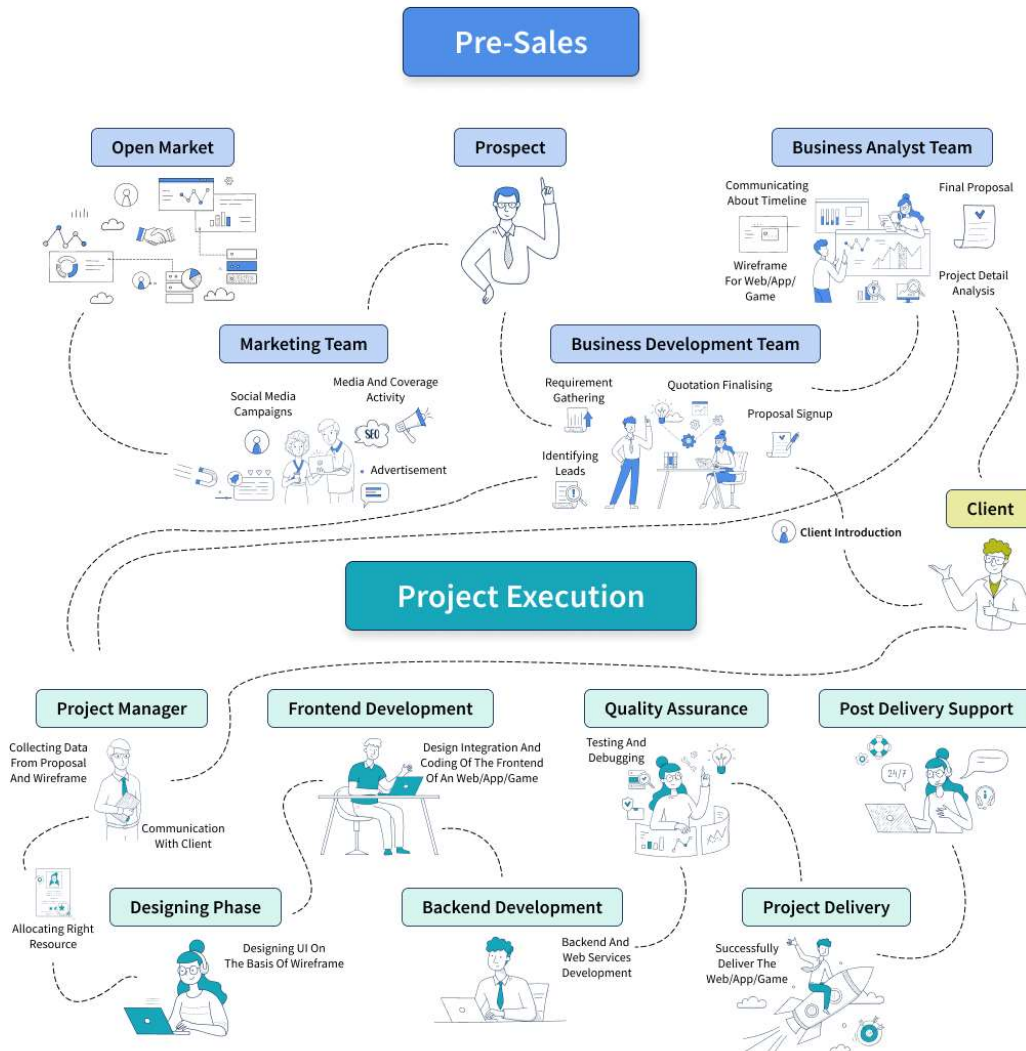 Pre-Sales
Open Market
Prospect
Business Analyst Team
Communicating
About Timeline
Final Proposal
Wireframe
For Web/App/
Game
Project Detail
Analysis
Marketing Team
Social Media
Campaigns
Media And Coverage
Activity
SEO
Advertisement
Business Development Team
Requirement
Gathering
Quotation Finalising
Proposal Signup
Identifying
Leads
Client Introduction
Client
Project Execution
Project Manager
Collecting Data
From Proposal
And Wireframe
Communication
With Client
Allocating Right
Resource
Frontend Development
Design Integration And
Coding Of The Frontend
Of An Web/App/Game
Quality Assurance
Testing And
Debugging
Post Delivery Support
24/7
Designing Phase
Designing UI On
The Basis Of Wireframe
Backend Development
Backend And
Web Services
Development
Project Delivery
Successfully
Deliver The
Web/App/Game